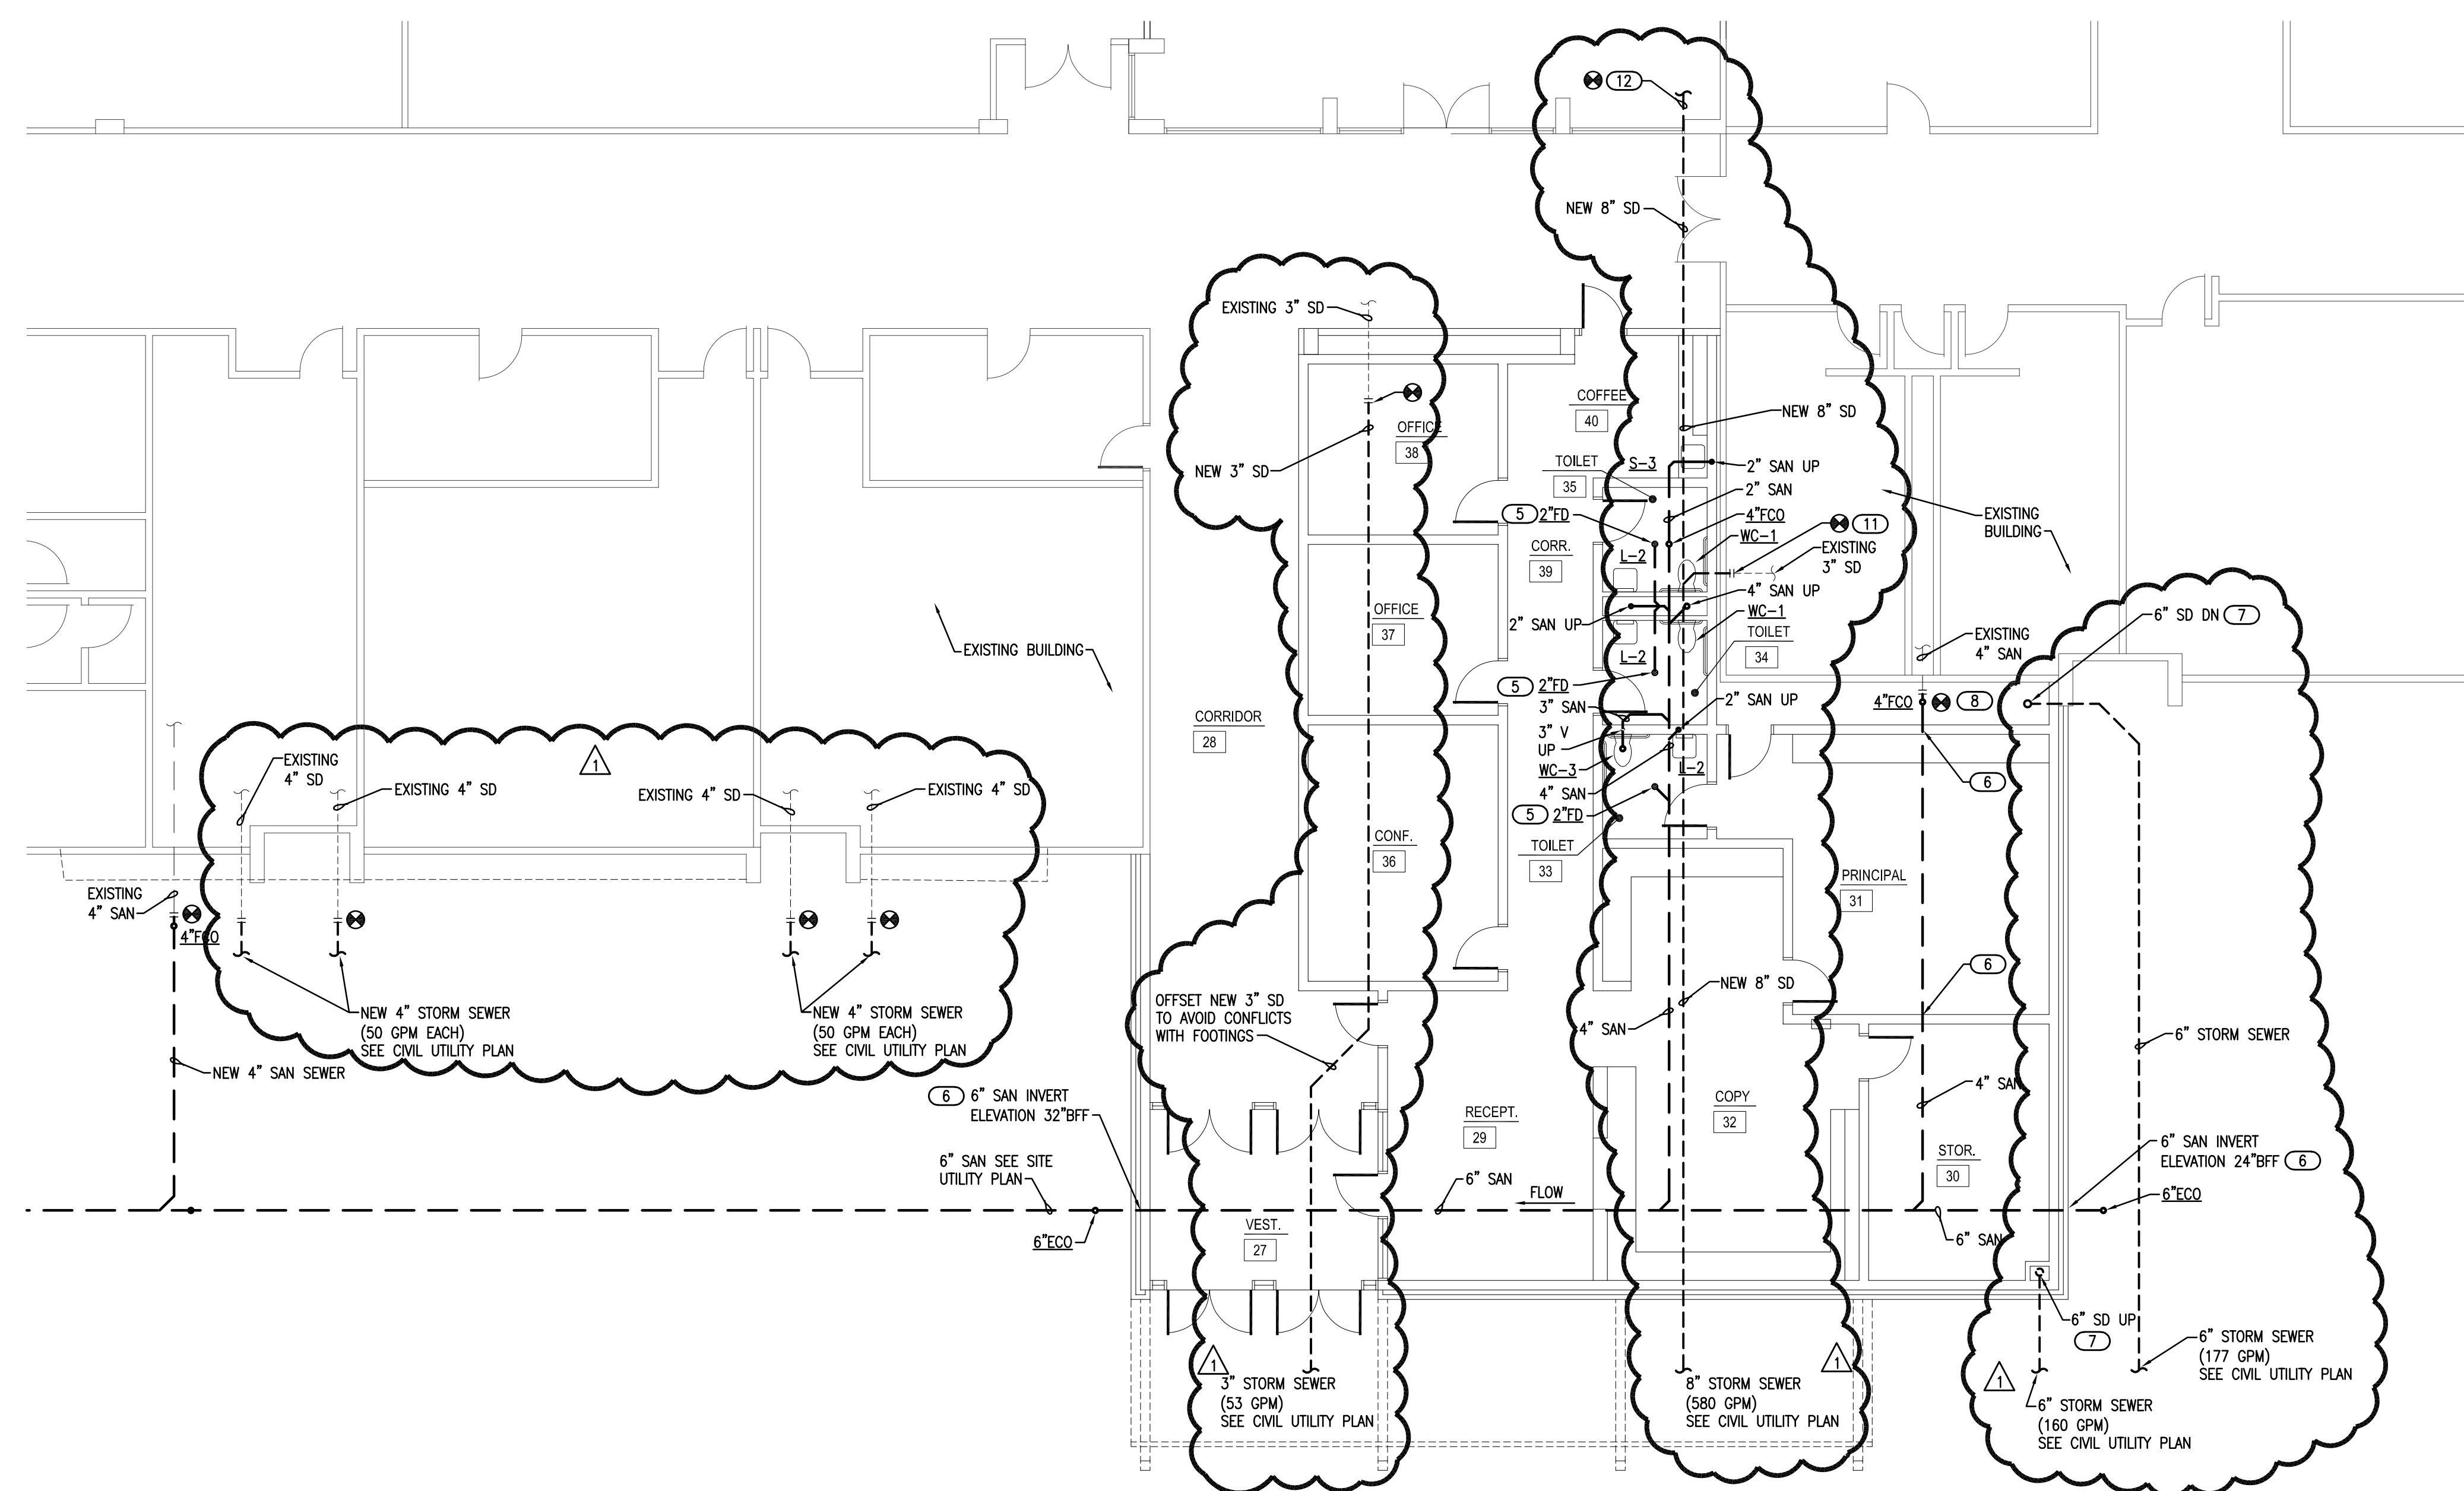 12
NEW 8" SD
EXISTING 3" SD
NEW 3" SD
OFFICE
38
COFFEE
40
NEW 8" SD
TOILET
35
S-3
2" SAN UP
2" SAN
5 2"FD
4"FCO
WC-1
11
EXISTING
3" SD
EXISTING
BUILDING
CORR.
39
L-2
4" SAN UP
WC-1
OFFICE
37
2" SAN UP
TOILET
34
L-2
5 2"FD
3" SAN
2" SAN UP
3" V
UP
WC-3
L-2
4" SAN
5 2"FD
TOILET
33
EXISTING
4" SAN
4"FCO 8
6" SD DN 7
6
EXISTING BUILDING
CORRIDOR
28
1
EXISTING
4" SD
EXISTING 4" SD
EXISTING 4" SD
EXISTING 4" SD
CONF.
36
PRINCIPAL
31
EXISTING
4" SAN
4"FCO
6
NEW 4" STORM SEWER
(50 GPM EACH)
SEE CIVIL UTILITY PLAN
NEW 4" STORM SEWER
(50 GPM EACH)
SEE CIVIL UTILITY PLAN
NEW 4" SAN SEWER
OFFSET NEW 3" SD
TO AVOID CONFLICTS
WITH FOOTINGS
NEW 8" SD
4" SAN
6" STORM SEWER
4" SAN
6 6" SAN INVERT
ELEVATION 32"BFF
RECEPT.
29
COPY
32
STOR.
30
6" SAN INVERT
ELEVATION 24"BFF 6
6" SAN SEE SITE
UTILITY PLAN
6" SAN
FLOW
6"ECO
6"ECO
VEST.
27
6" SAN
6" SD UP
7
1
3" STORM SEWER
(53 GPM)
SEE CIVIL UTILITY PLAN
1
8" STORM SEWER
(580 GPM)
SEE CIVIL UTILITY PLAN
1
6" STORM SEWER
(160 GPM)
SEE CIVIL UTILITY PLAN
6" STORM SEWER
(177 GPM)
SEE CIVIL UTILITY PLAN